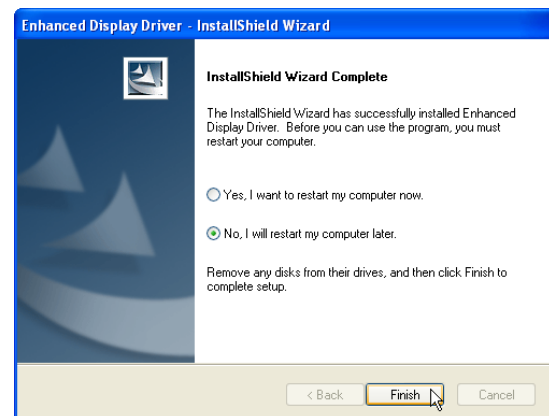 Enhanced Display Driver - InstallShield Wizard
InstallShield Wizard Complete
The InstallShield Wizard has successfully installed Enhanced
Display Driver. Before you can use the program, you must
restart your computer.
Yes, I want to restart my computer now.
No, I will restart my computer later.
Remove any disks from their drives, and then click Finish to
complete setup.
< Back Finish Cancel